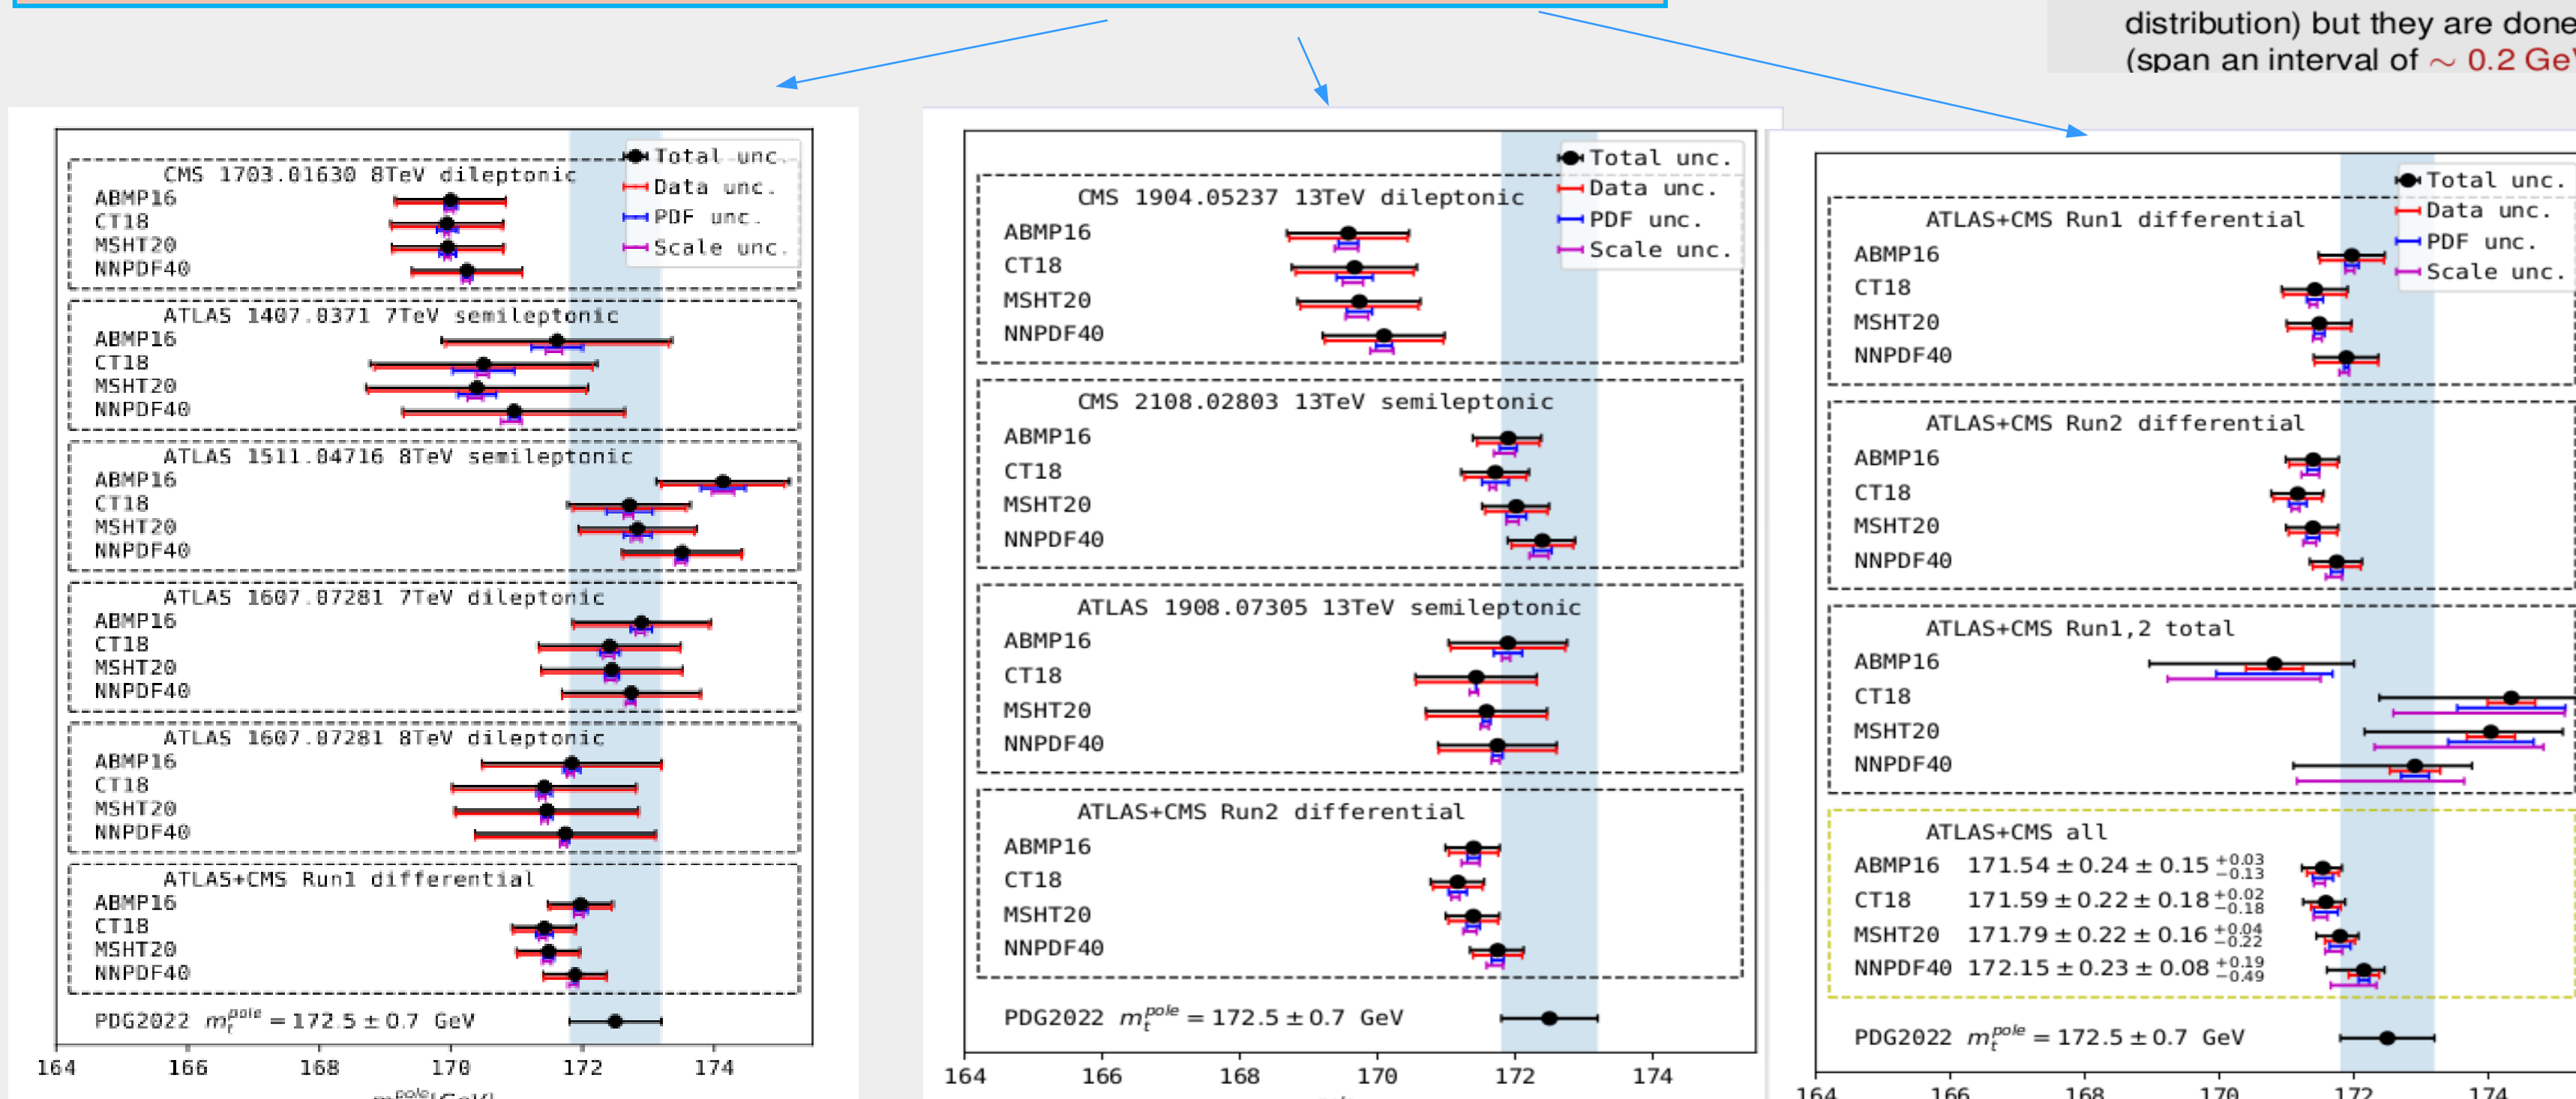 distribution) but they are done
(span an interval of ∼ 0.2 GeV
Total unc.
Data unc.
PDF unc.
Scale unc.
CMS 1703.01630 8TeV dileptonic
ABMP16
CT18
MSHT20
NNPDF40
ATLAS 1407.0371 7TeV semileptonic
ABMP16
CT18
MSHT20
NNPDF40
ATLAS 1511.04716 8TeV semileptonic
ABMP16
CT18
MSHT20
NNPDF40
ATLAS 1607.07281 7TeV dileptonic
ABMP16
CT18
MSHT20
NNPDF40
ATLAS 1607.07281 8TeV dileptonic
ABMP16
CT18
MSHT20
NNPDF40
ATLAS+CMS Run1 differential
ABMP16
CT18
MSHT20
NNPDF40
PDG2022 m_t^pole = 172.5 ± 0.7 GeV
164 166 168 170 172 174
m_t^pole [GeV]
Total unc.
Data unc.
PDF unc.
Scale unc.
CMS 1904.05237 13TeV dileptonic
ABMP16
CT18
MSHT20
NNPDF40
CMS 2108.02803 13TeV semileptonic
ABMP16
CT18
MSHT20
NNPDF40
ATLAS 1908.07305 13TeV semileptonic
ABMP16
CT18
MSHT20
NNPDF40
ATLAS+CMS Run2 differential
ABMP16
CT18
MSHT20
NNPDF40
PDG2022 m_t^pole = 172.5 ± 0.7 GeV
164 166 168 170 172 174
Total unc.
Data unc.
PDF unc.
Scale unc.
ATLAS+CMS Run1 differential
ABMP16
CT18
MSHT20
NNPDF40
ATLAS+CMS Run2 differential
ABMP16
CT18
MSHT20
NNPDF40
ATLAS+CMS Run1,2 total
ABMP16
CT18
MSHT20
NNPDF40
ATLAS+CMS all
ABMP16 171.54 ± 0.24 ± 0.15 +0.03 −0.13
CT18 171.59 ± 0.22 ± 0.18 +0.02 −0.18
MSHT20 171.79 ± 0.22 ± 0.16 +0.04 −0.22
NNPDF40 172.15 ± 0.23 ± 0.08 +0.19 −0.49
PDG2022 m_t^pole = 172.5 ± 0.7 GeV
164 166 168 170 172 174